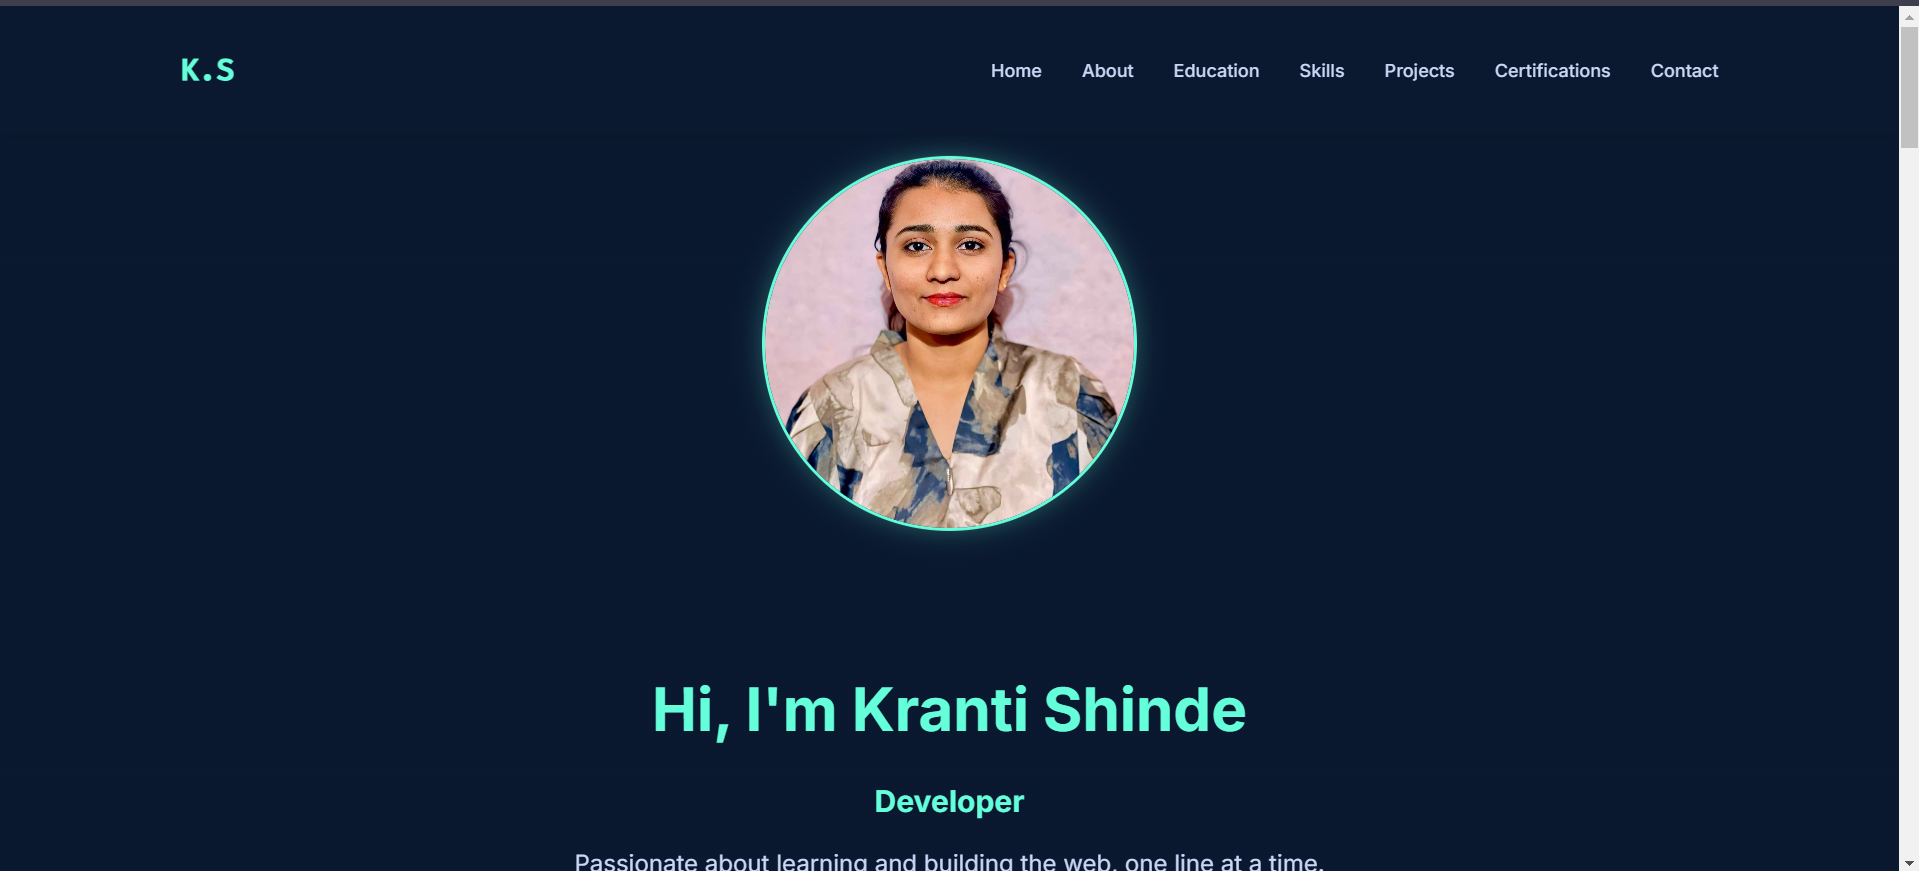 K.S
Home About Education Skills Projects Certifications Contact
Hi, I'm Kranti Shinde
Developer
Passionate about learning and building the web, one line at a time.